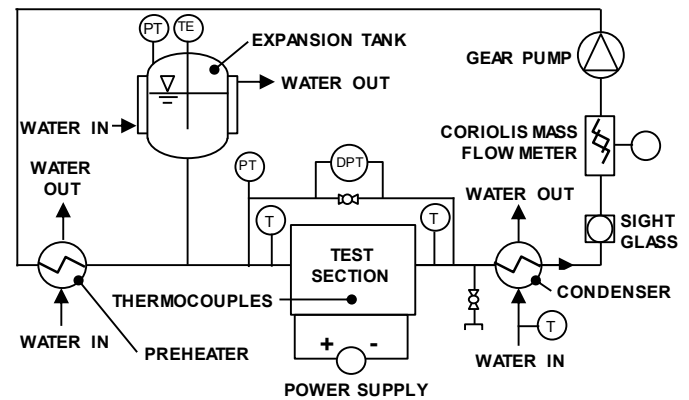 PT
TE
EXPANSION TANK
GEAR PUMP
WATER OUT
WATER IN
CORIOLIS MASS
FLOW METER
WATER
OUT
PT
DPT
WATER OUT
T
T
SIGHT
GLASS
TEST
SECTION
THERMOCOUPLES
CONDENSER
T
WATER IN
PREHEATER
+ -
WATER IN
POWER SUPPLY